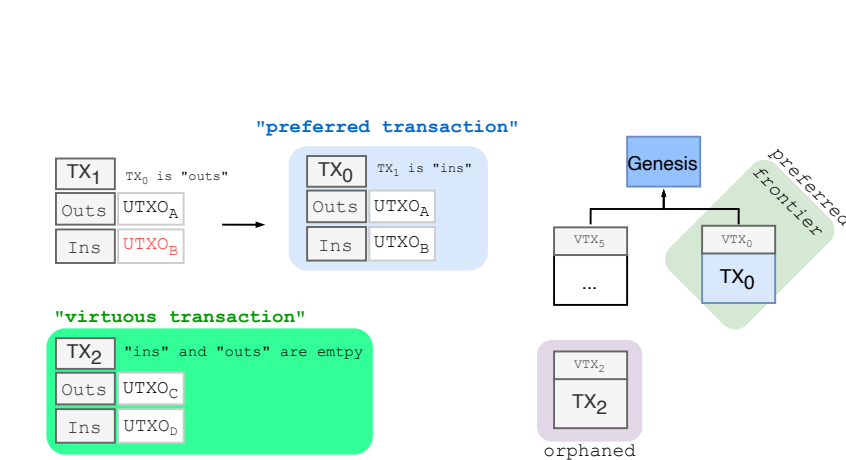 "preferred transaction"
TX1 TX0 is "outs"
Outs UTXOA
Ins UTXOB
TX0 TX1 is "ins"
Outs UTXOA
Ins UTXOB
"virtuous transaction"
TX2 "ins" and "outs" are emtpy
Outs UTXOC
Ins UTXOD
Genesis
preferred
frontier
VTX5
...
VTX0
TX0
VTX2
TX2
orphaned